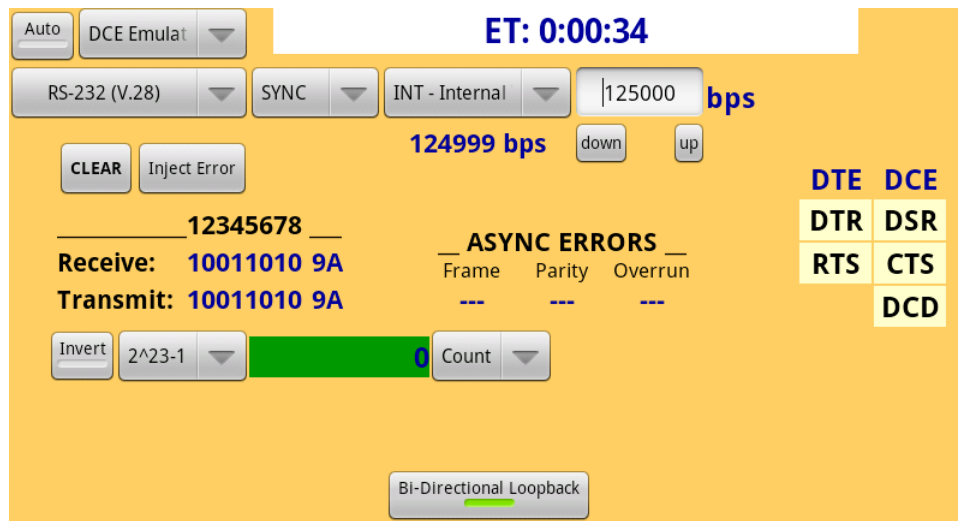 Auto DCE Emulat ET: 0:00:34
RS-232 (V.28) SYNC INT - Internal 125000 bps
124999 bps down up
CLEAR Inject Error
DTE DCE
DTR DSR
RTS CTS
DCD
12345678
Receive: 10011010 9A
Transmit: 10011010 9A
__ ASYNC ERRORS __
Frame Parity Overrun
--- --- ---
Invert 2^23-1 0 Count
Bi-Directional Loopback